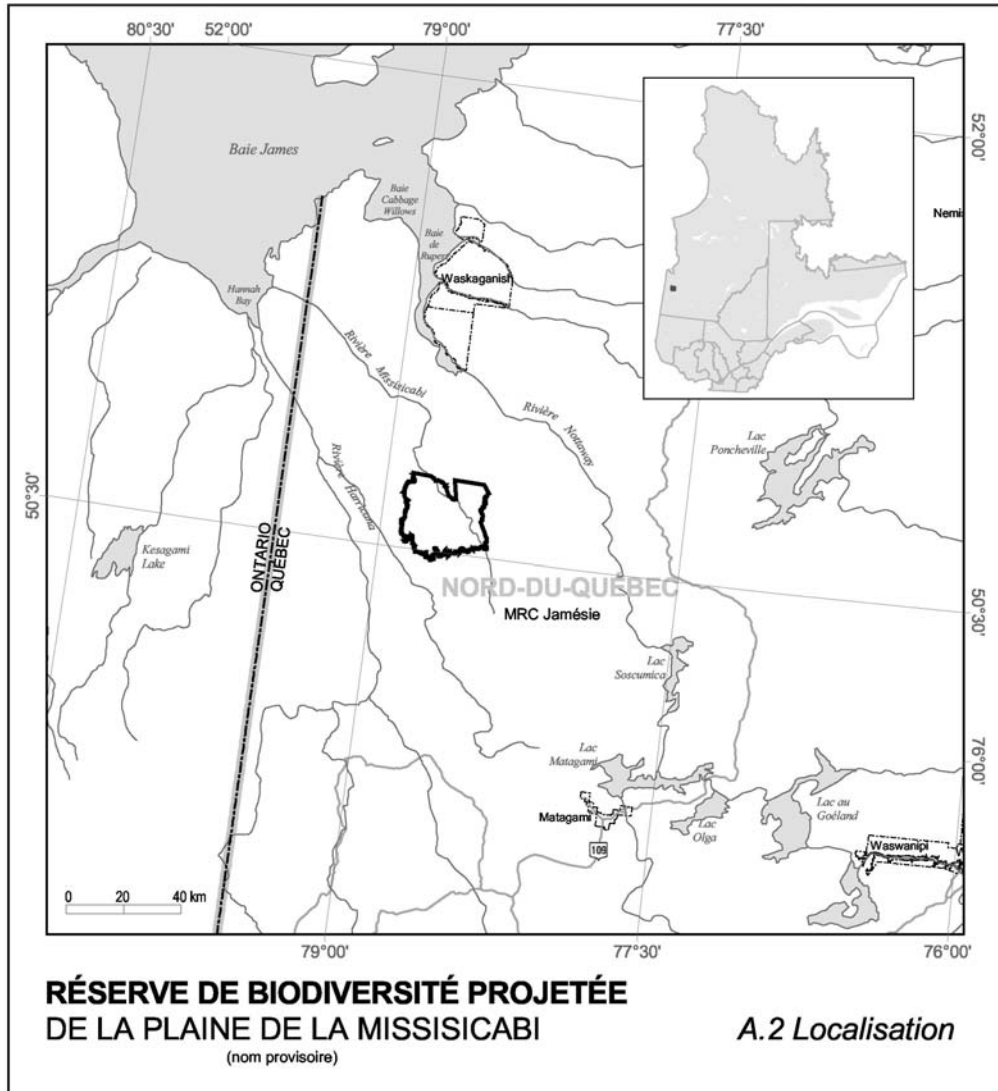 80°30' 52°00' 79°00' 77°30'
52°00'
Baie James
Baie
Cabbage
Willows
Baie
de
Rupert
Waskaganish
Hannah
Bay
Rivière Missisicabi
Rivière Nottaway
Rivière Harricana
Lac
Poncheville
50°30'
Kesagami
Lake
ONTARIO
QUÉBEC
NORD-DU-QUÉBEC
MRC Jamésie
50°30'
Lac
Soscumica
76°00'
Lac
Matagami
Matagami
109
Lac
Olga
Lac au
Goéland
Waswanipi
0 20 40 km
79°00' 77°30' 76°00'
RÉSERVE DE BIODIVERSITÉ PROJETÉE
DE LA PLAINE DE LA MISSISICABI
(nom provisoire)
A.2 Localisation